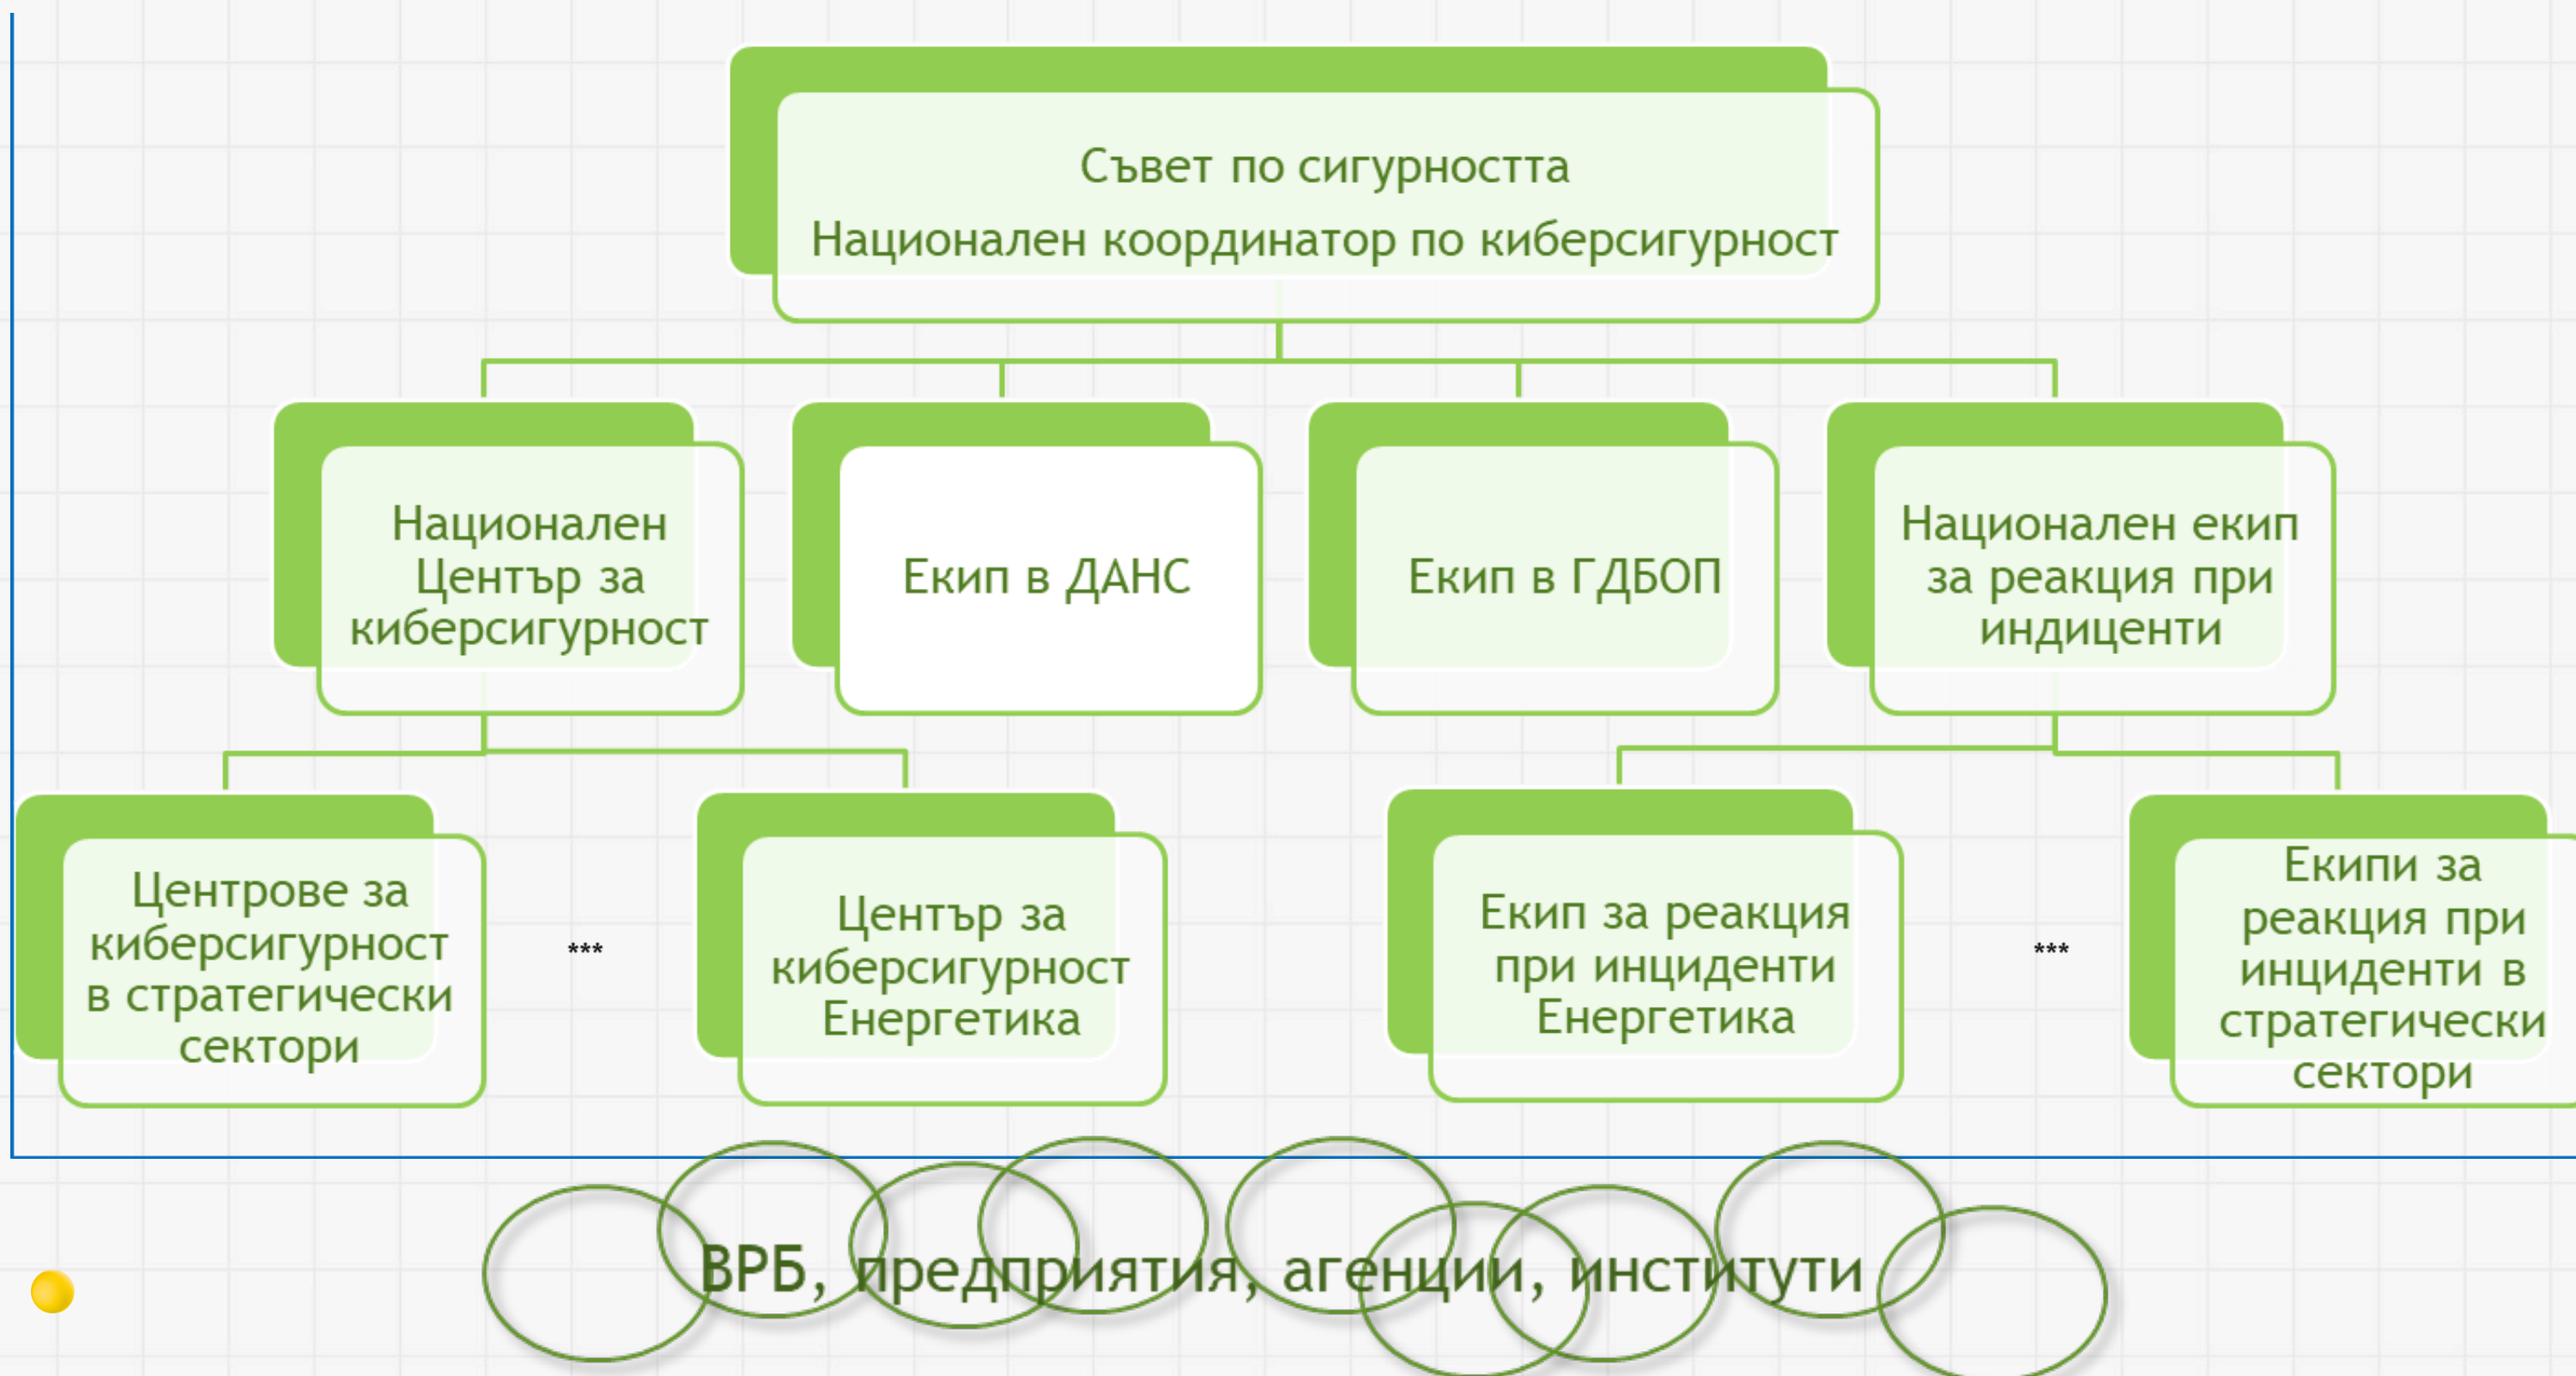 Съвет по сигурността
Национален координатор по киберсигурност
Национален
Център за
киберсигурност
Екип в ДАНС
Екип в ГДБОП
Национален екип
за реакция при
индиценти
Центрове за
киберсигурност
в стратегически
сектори
***
Център за
киберсигурност
Енергетика
Екип за реакция
при инциденти
Енергетика
***
Екипи за
реакция при
инциденти в
стратегически
сектори
ВРБ, предприятия, агенции, институти